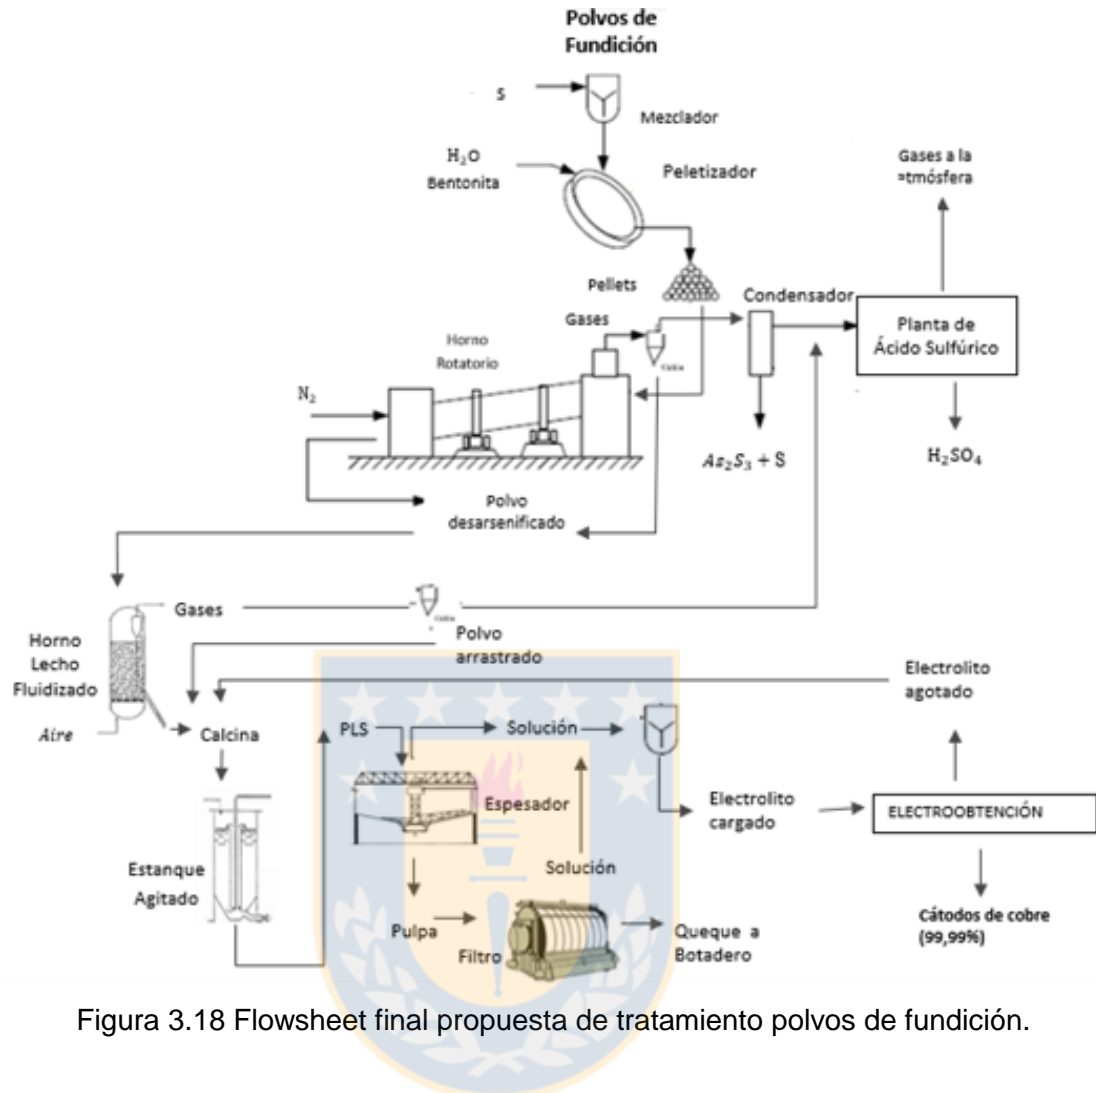 Polvos de
Fundición
S
Mezclador
H₂O
Bentonita
Peletizador
Gases a la
atmósfera
Pellets
Condensador
Gases
Horno
Rotatorio
Planta de
Ácido Sulfúrico
N₂
As₂S₃ + S
H₂SO₄
Polvo
desarsenificado
Gases
Polvo
arrastrado
Horno
Lecho
Fluidizado
Electrolito
agotado
Aire
Calcina
PLS
Solución
Espesador
Electrolito
cargado
ELECTROOBTENCIÓN
Estanque
Agitado
Solución
Pulpa
Filtro
Queque a
Botadero
Cátodos de cobre
(99,99%)
Figura 3.18 Flowsheet final propuesta de tratamiento polvos de fundición.